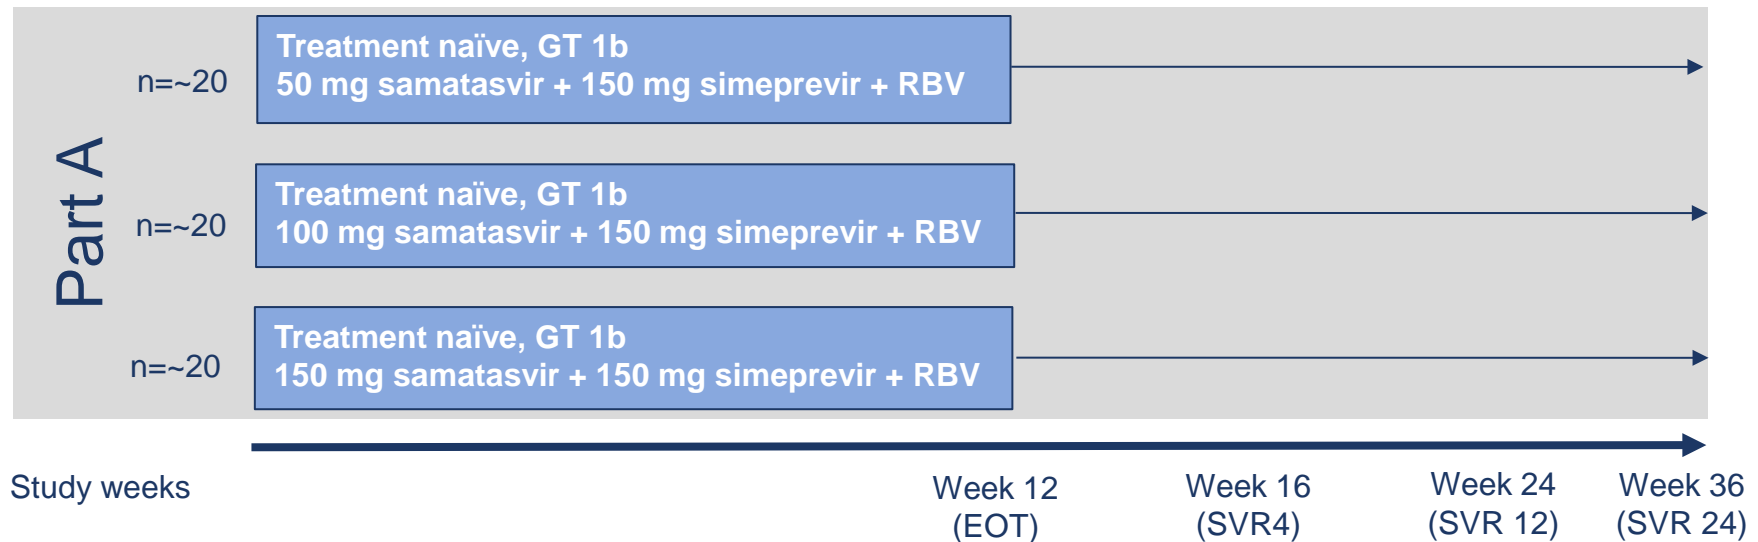 Part A
n=~20
Treatment naïve, GT 1b
50 mg samatasvir + 150 mg simeprevir + RBV
n=~20
Treatment naïve, GT 1b
100 mg samatasvir + 150 mg simeprevir + RBV
n=~20
Treatment naïve, GT 1b
150 mg samatasvir + 150 mg simeprevir + RBV
Study weeks
Week 12
(EOT)
Week 16
(SVR4)
Week 24
(SVR 12)
Week 36
(SVR 24)